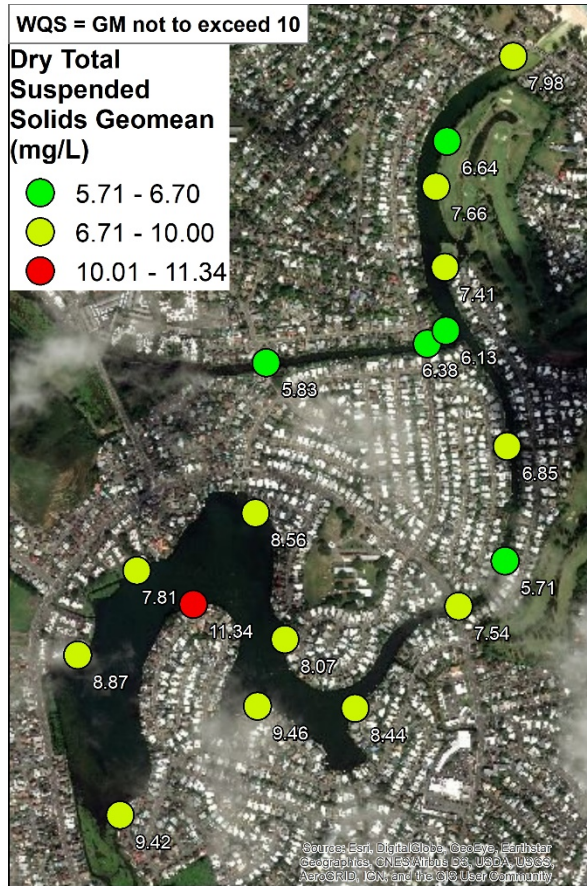 WQS = GM not to exceed 10
Dry Total
Suspended
Solids Geomean
(mg/L)
5.71 - 6.70
6.71 - 10.00
10.01 - 11.34
7.98
6.64
7.66
7.41
6.13
6.38
5.83
6.85
8.56
5.71
7.81
7.54
11.34
8.07
8.87
9.46
8.44
9.42
Source: Esri, DigitalGlobe, GeoEye, Earthstar
Geographics, CNES/Airbus DS, USDA, USGS,
AeroGRID, IGN, and the GIS User Community